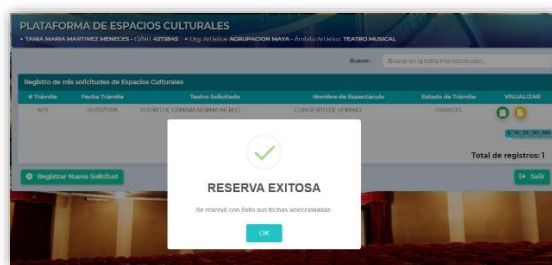 PLATAFORMA DE ESPACIOS CULTURALES
• TANIA MARIA MARTINEZ MENECES - CI/NIT 4572845 • Org. Artística: AGRUPACION MAYA - Ámbito Artístico: TEATRO MUSICAL
Buscar: Buscar en la tabla mis solicitudes..
Registro de mis solicitudes de Espacios Culturales
# Trámite Fecha Trámite Teatro Solicitado Nombre de Espectáculo Estado de Trámite VISUALIZAR
TEATRO DE CAMARA NORMA MERLO CONCIERTO DE VERANO ENVIADO
Total de registros: 1
Registrar Nueva Solicitud Salir
RESERVA EXITOSA
Se reservó con éxito sus fechas seleccionadas
OK